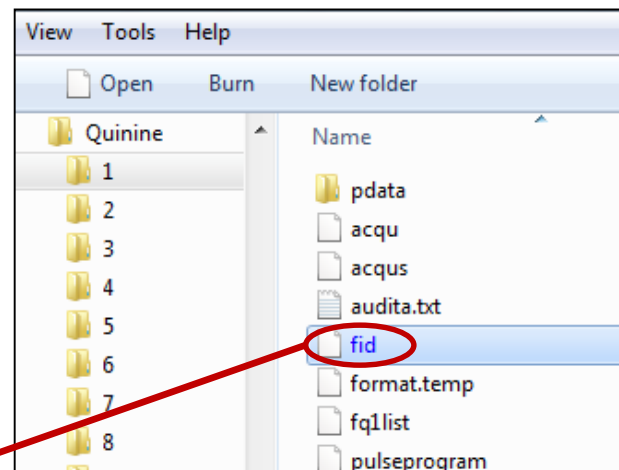 View Tools Help
Open Burn New folder
Quinine
1
2
3
4
5
6
7
8
Name
pdata
acqu
acqus
audita.txt
fid
format.temp
fq1list
pulseprogram